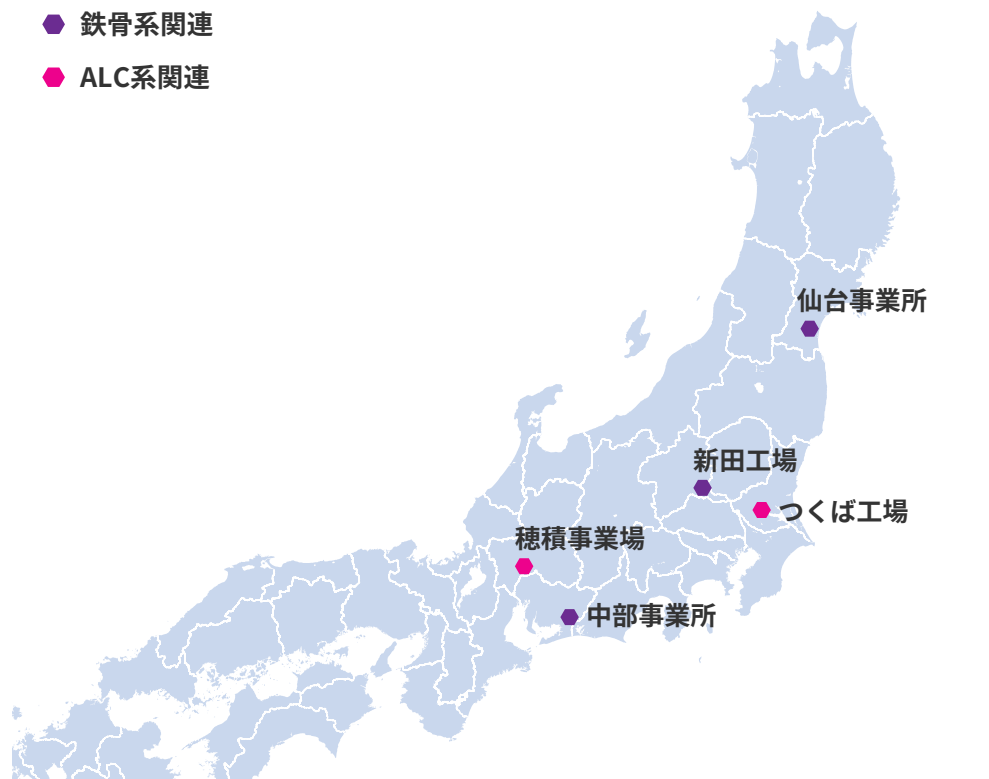 鉄骨系関連
ALC系関連
仙台事業所
新田工場
つくば工場
穂積事業場
中部事業所